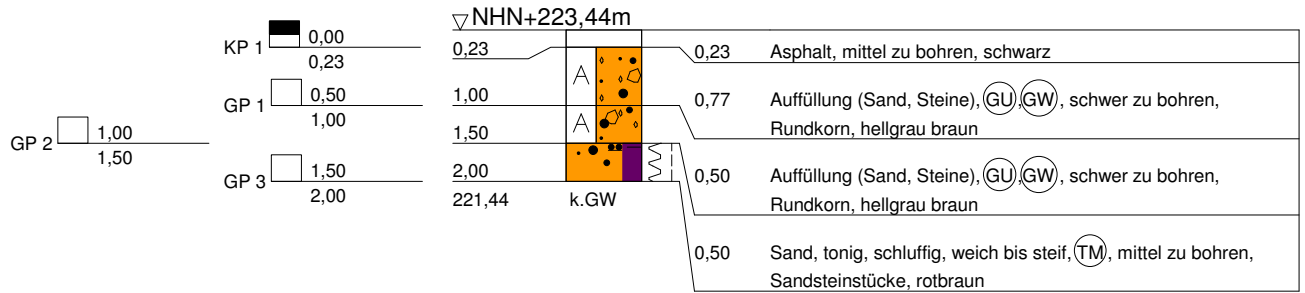 NHN+223,44m
KP 1 0,00
0,23
0,23
0,23 Asphalt, mittel zu bohren, schwarz
GP 1 0,50
1,00
1,00
A
0,77 Auffüllung (Sand, Steine), GU, GW, schwer zu bohren,
Rundkorn, hellgrau braun
GP 2 1,00
1,50
1,50
A
GP 3 1,50
2,00
2,00
0,50 Auffüllung (Sand, Steine), GU, GW, schwer zu bohren,
Rundkorn, hellgrau braun
221,44 k.GW
0,50 Sand, tonig, schluffig, weich bis steif, TM, mittel zu bohren,
Sandsteinstücke, rotbraun